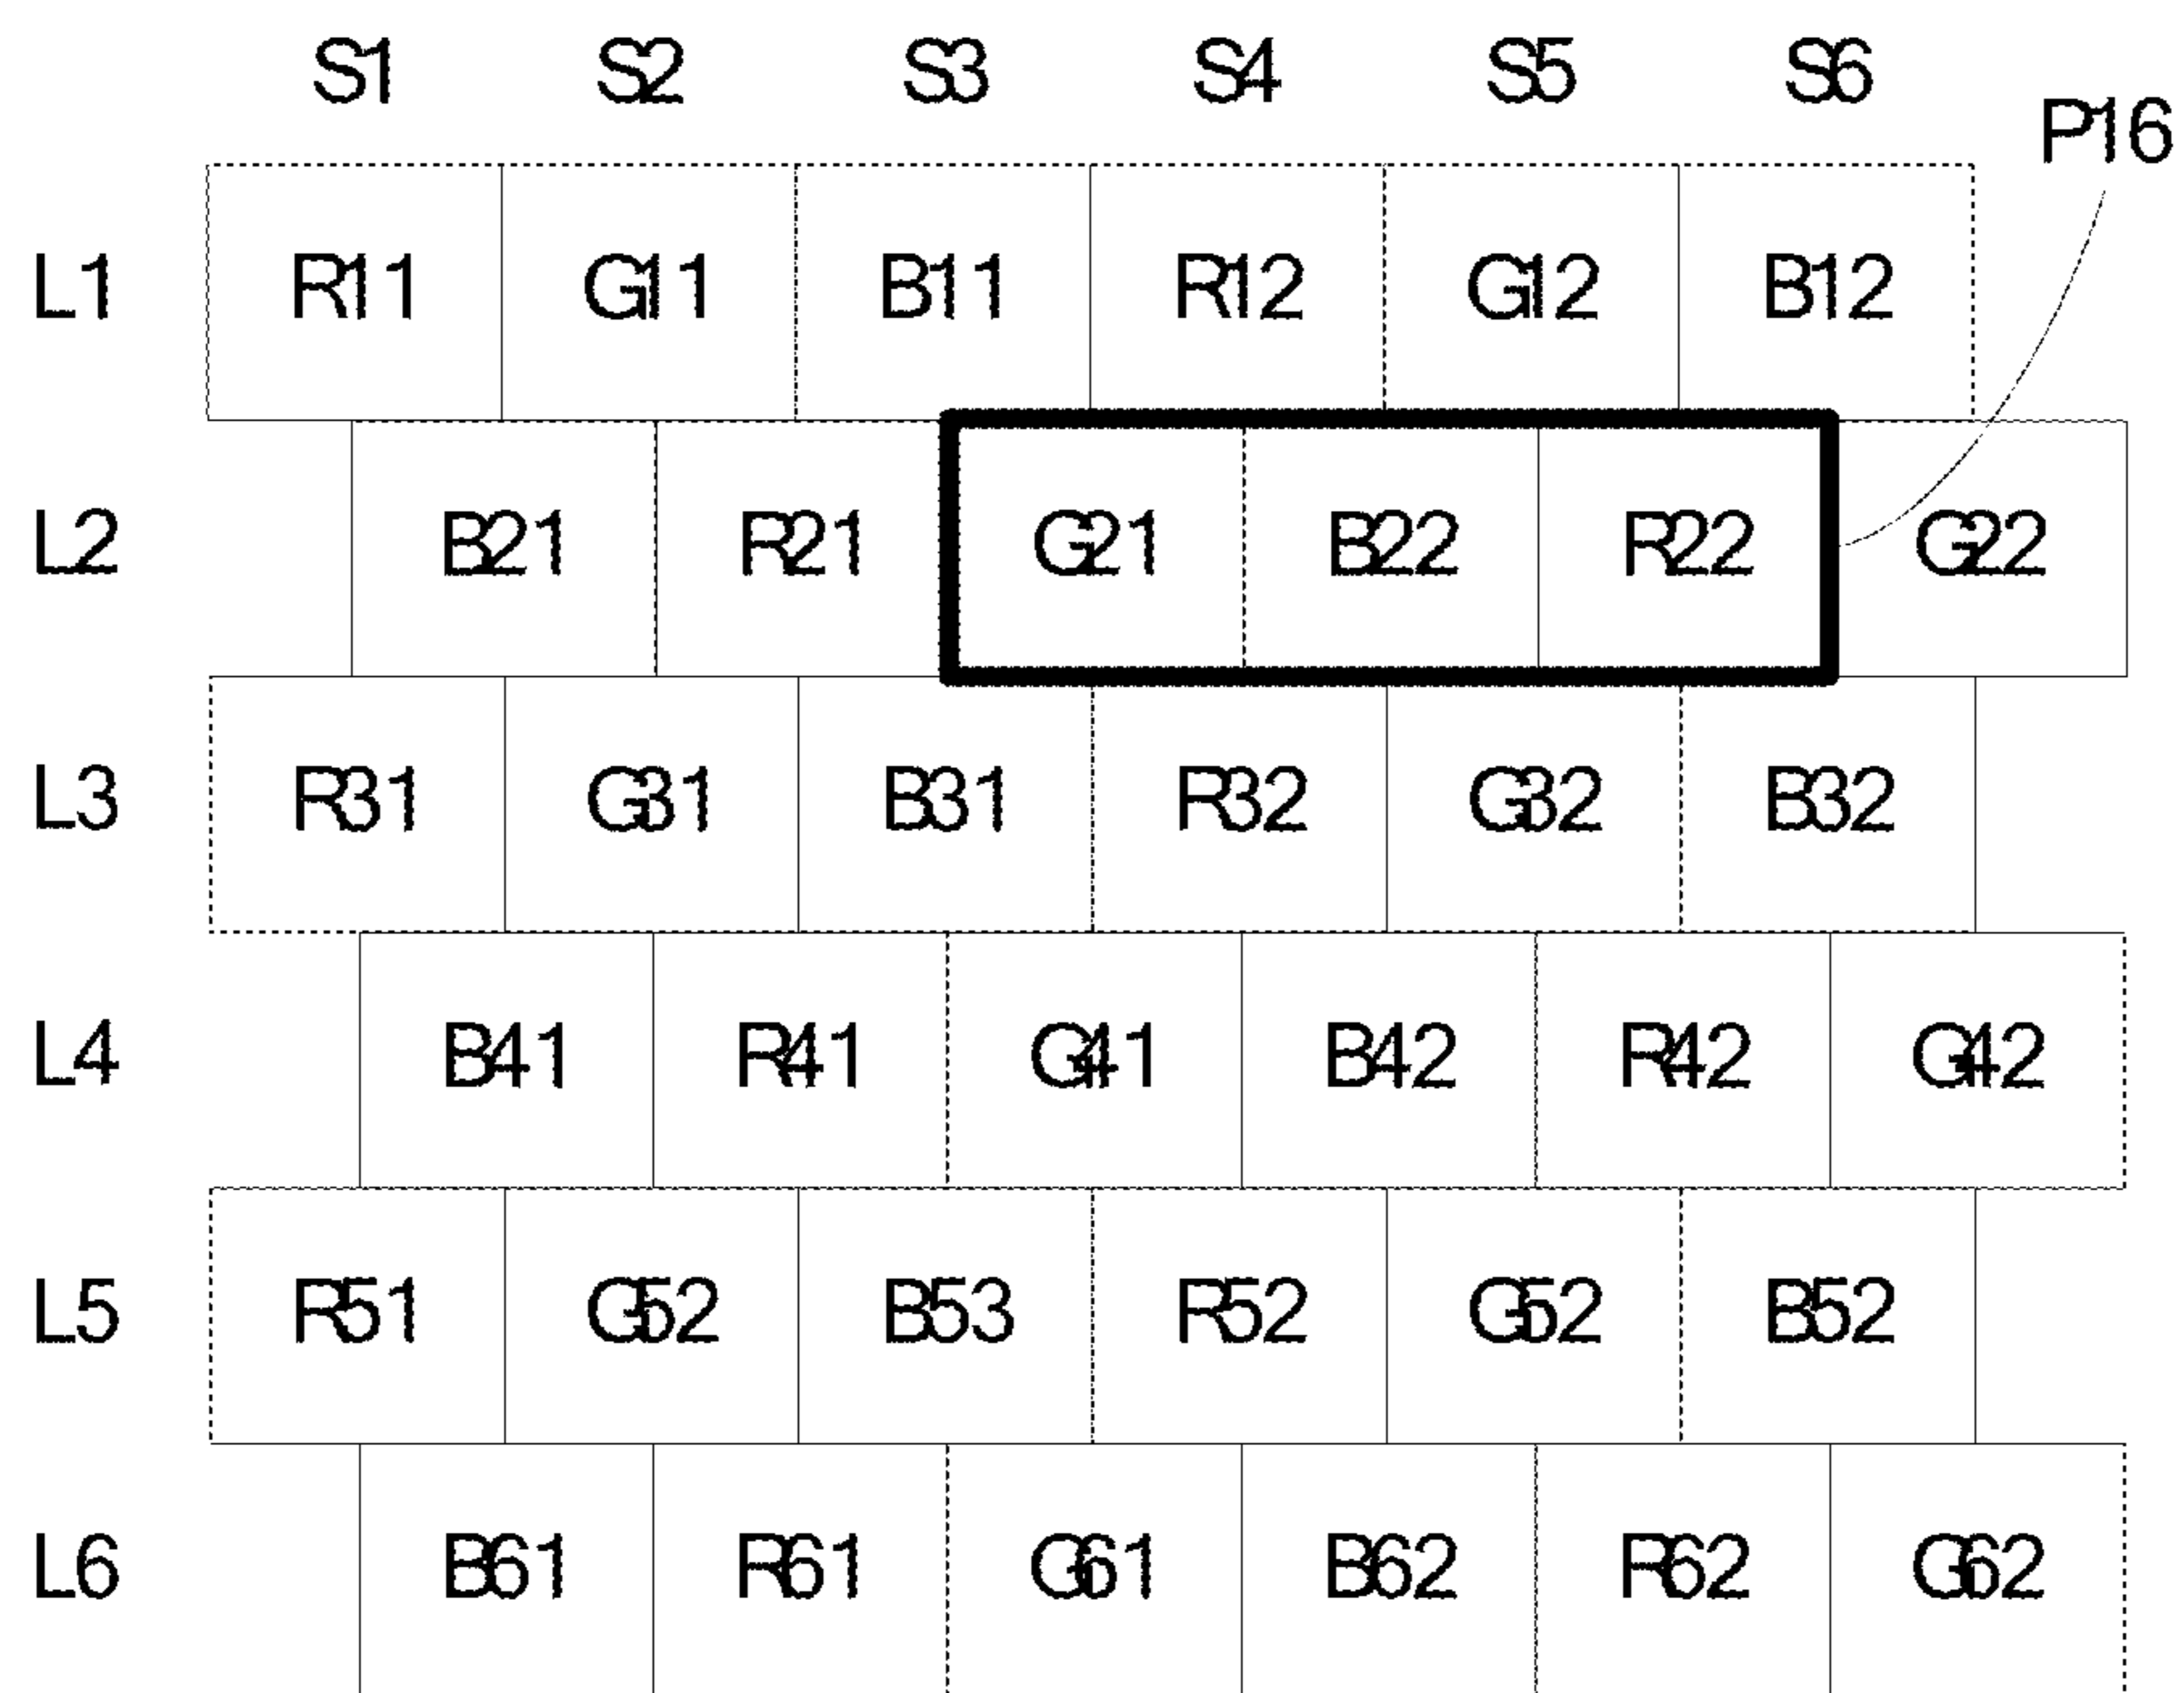 S1 S2 S3 S4 S5 S6
P16
L1 R11 G11 B11 R12 G12 B12
L2 B21 R21 G21 B22 R22 G22
L3 R31 G31 B31 R32 G32 B32
L4 B41 R41 G41 B42 R42 G42
L5 R51 G52 B53 R52 G52 B52
L6 B61 R61 G61 B62 R62 G62